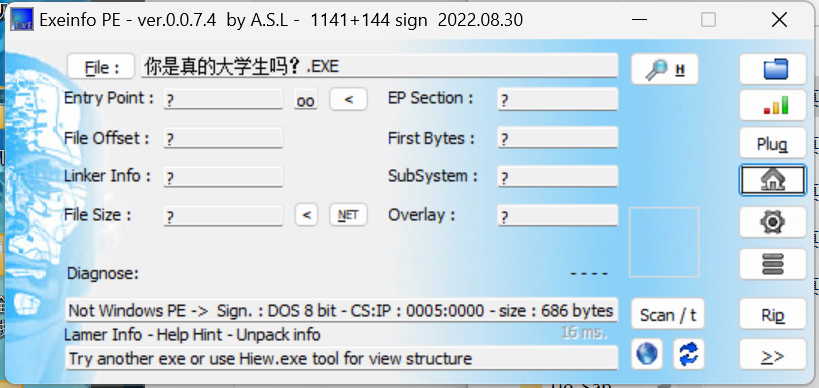 Exeinfo PE - ver.0.0.7.4 by A.S.L - 1141+144 sign 2022.08.30
File : 你是真的大学生吗? .EXE H
Entry Point : ? oo < EP Section : ?
File Offset : ? First Bytes : ? Plug
Linker Info : ? SubSystem : ?
File Size : ? < NET Overlay : ?
Diagnose: ----
Not Windows PE -> Sign. : DOS 8 bit - CS:IP : 0005:0000 - size : 686 bytes Scan / t Rip
Lamer Info - Help Hint - Unpack info 16 ms.
Try another exe or use Hiew.exe tool for view structure >>